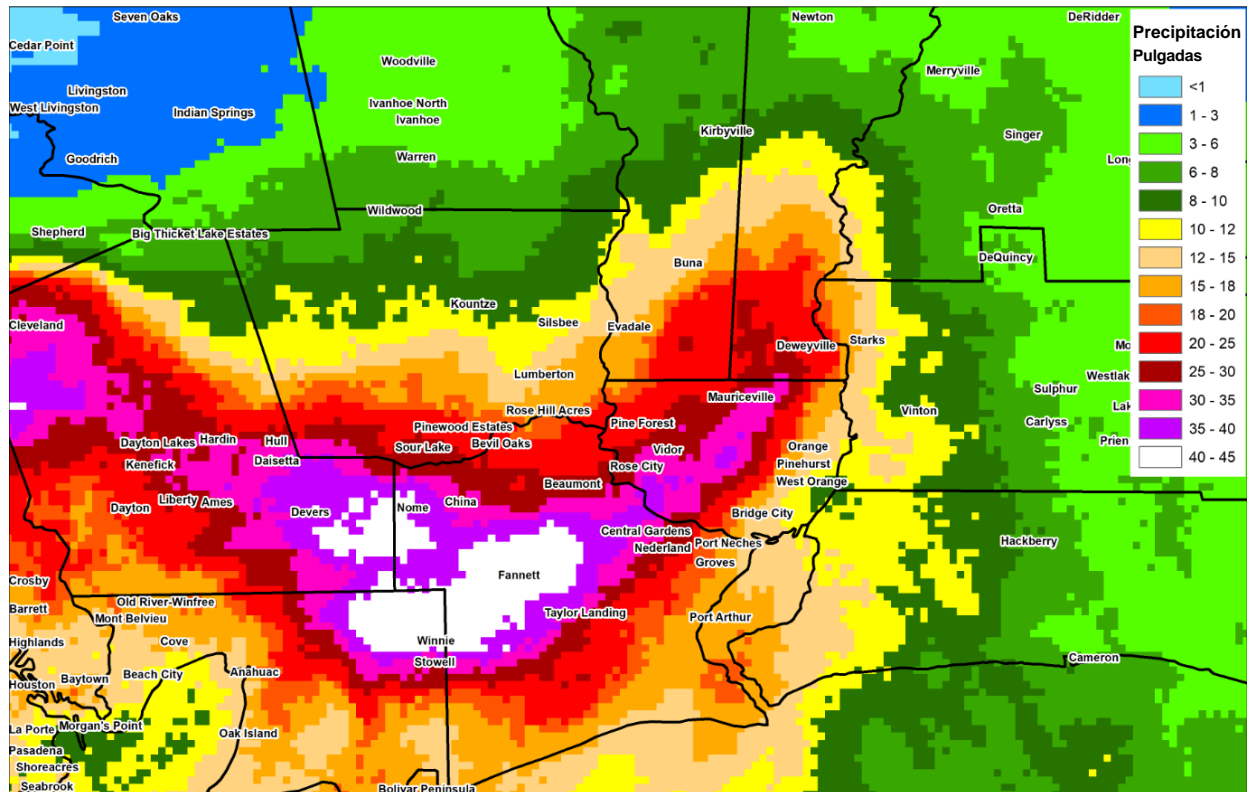 Seven Oaks
Newton
DeRidder
Cedar Point
Woodville
Merryville
Livingston
West Livingston
Indian Springs
Ivanhoe North
Ivanhoe
Kirbyville
Singer
Goodrich
Warren
Long
Wildwood
Oretta
Shepherd
Big Thicket Lake Estates
DeQuincy
Buna
Kountze
Cleveland
Silsbee
Evadale
Deweyville
Starks
Mo
Lumberton
Westlak
Sulphur
Mauriceville
Lak
Rose Hill Acres
Vinton
Carlyss
Pinewood Estates
Pine Forest
Dayton Lakes
Hardin
Hull
Sour Lake
Bevil Oaks
Prien
Vidor
Orange
Kenefick
Daisetta
Rose City
Pinehurst
Beaumont
West Orange
Liberty
Ames
China
Dayton
Devers
Nome
Bridge City
Central Gardens
Hackberry
Nederland
Port Neches
Groves
Crosby
Fannett
Old River-Winfree
Barrett
Mont Belvieu
Taylor Landing
Port Arthur
Highlands
Cove
Winnie
Cameron
Stowell
Houston
Baytown
Beach City
Anahuac
La Porte
Morgan's Point
Oak Island
Pasadena
Shoreacres
Seabrook
Bolivar Peninsula
Precipitación
Pulgadas
<1
1 - 3
3 - 6
6 - 8
8 - 10
10 - 12
12 - 15
15 - 18
18 - 20
20 - 25
25 - 30
30 - 35
35 - 40
40 - 45